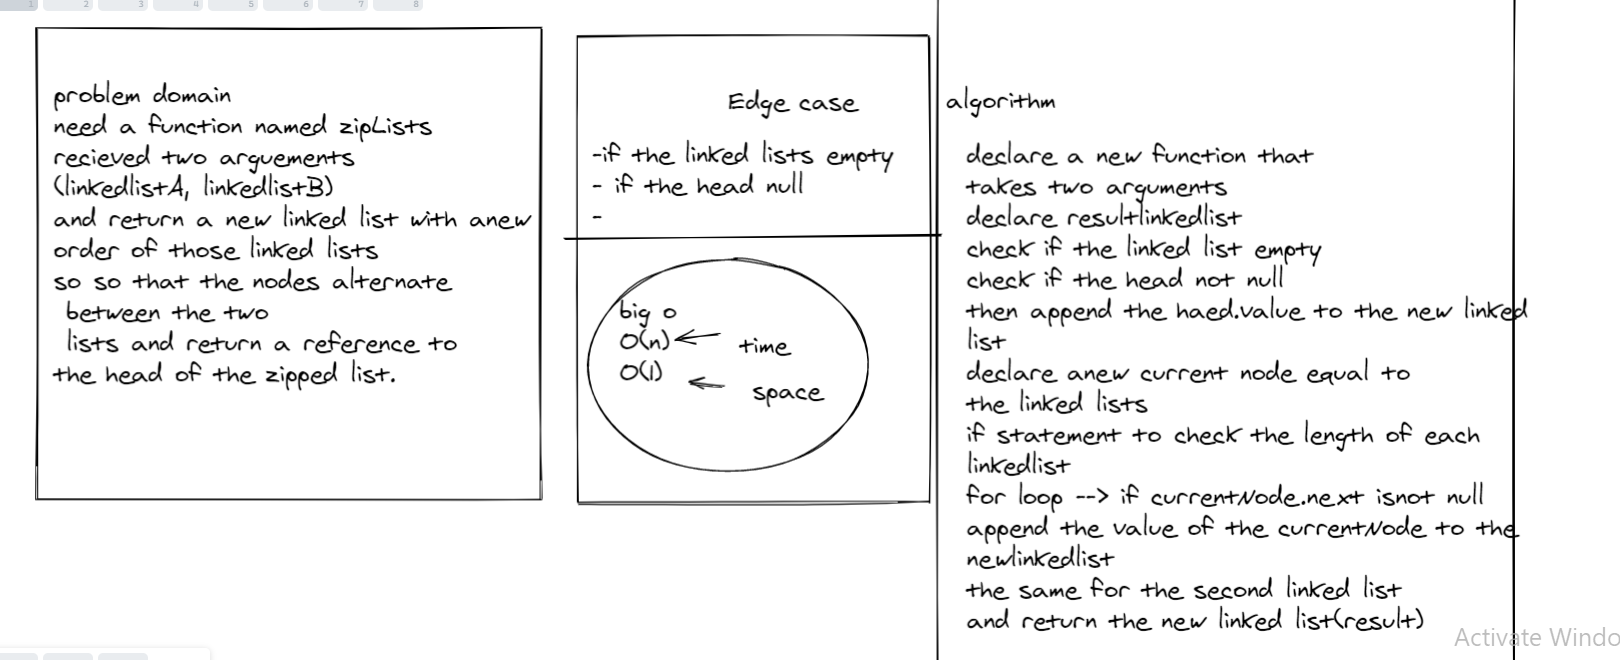 1 2 3 4 5 6 7 8
problem domain
need a function named zipLists
recieved two arguements
(linkedlistA, linkedlistB)
and return a new linked list with anew
order of those linked lists
so so that the nodes alternate
between the two
lists and return a reference to
the head of the zipped list.
Edge case
-if the linked lists empty
- if the head null
-
big o
O(n)
time
O(1)
space
algorithm
declare a new function that
takes two arguments
declare resultlinkedlist
check if the linked list empty
check if the head not null
then append the haed.value to the new linked
list
declare anew current node equal to
the linked lists
if statement to check the length of each
linkedlist
for loop --> if currentNode.next isnot null
append the value of the currentNode to the
newlinkedlist
the same for the second linked list
and return the new linked list(result)
Activate Windo